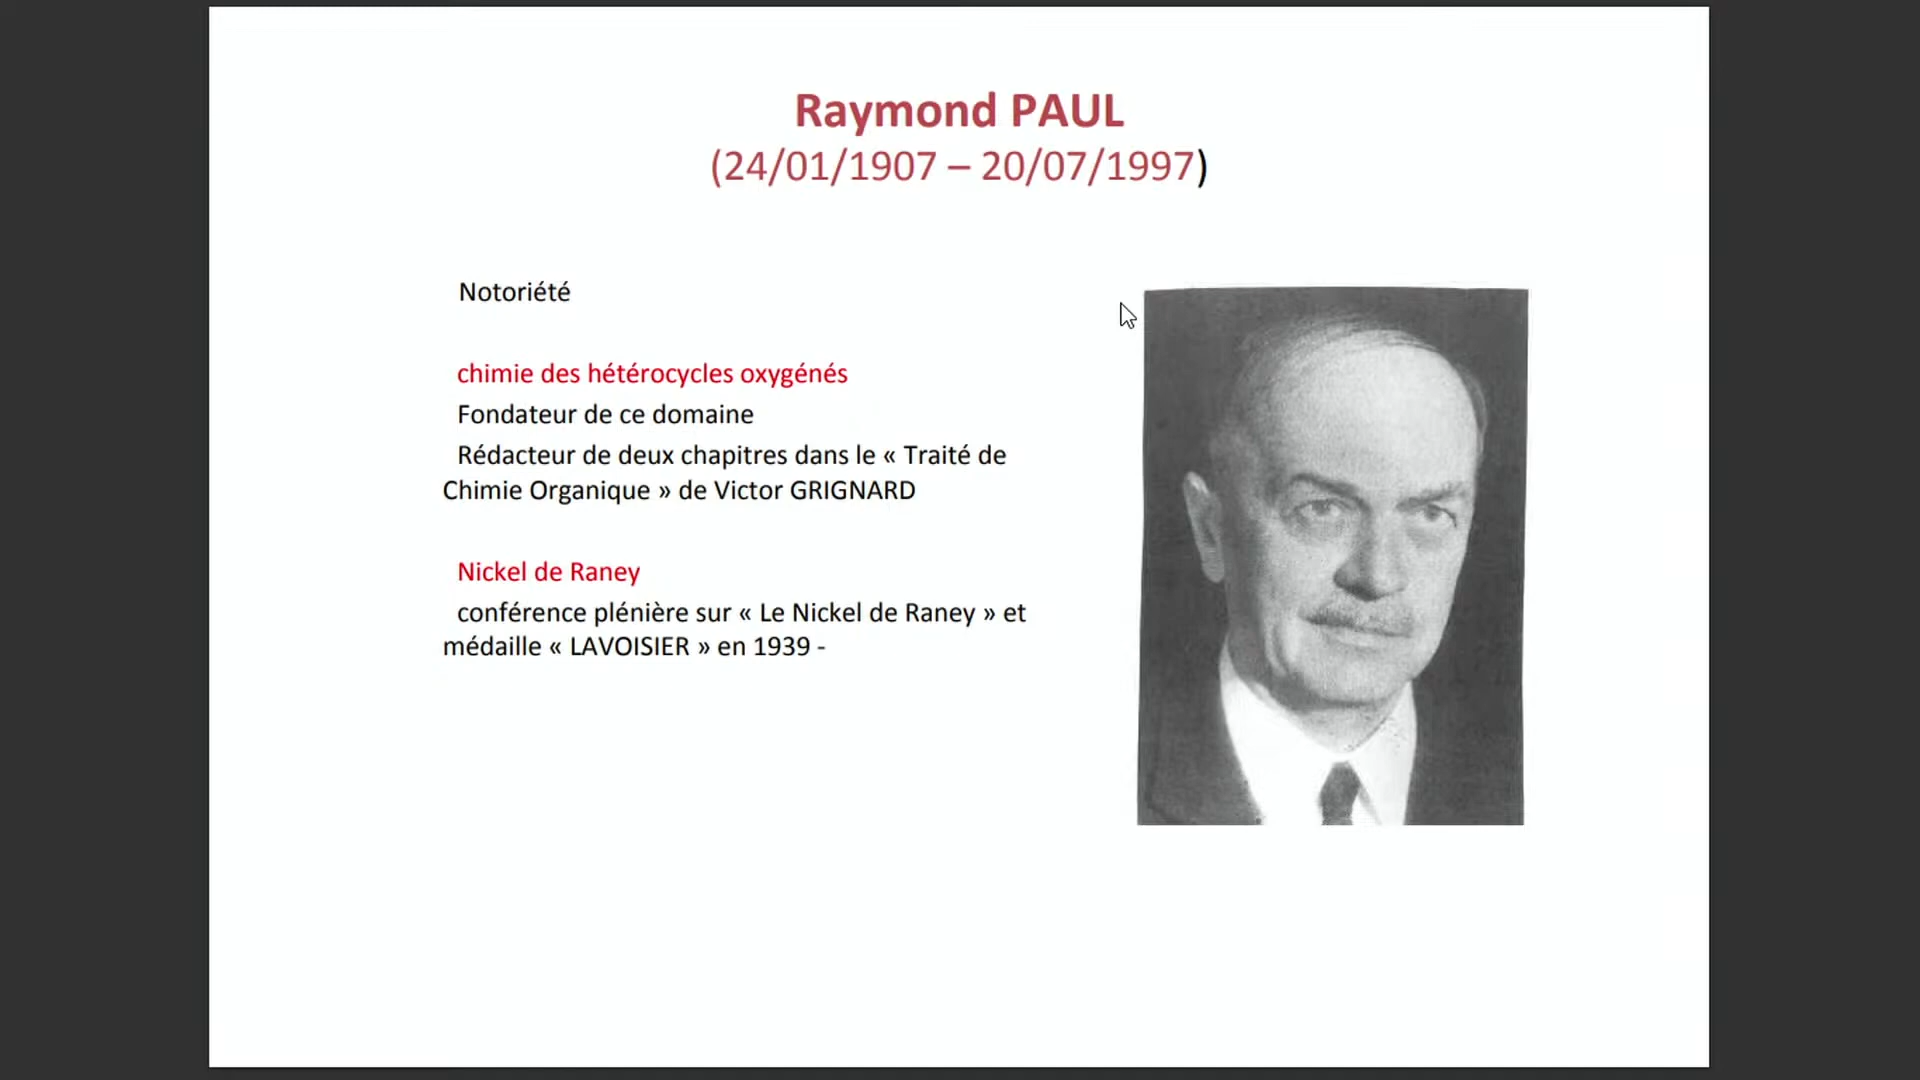 Raymond PAUL
(24/01/1907 – 20/07/1997)
Notoriété
chimie des hétérocycles oxygénés
Fondateur de ce domaine
Rédacteur de deux chapitres dans le « Traité de
Chimie Organique » de Victor GRIGNARD
Nickel de Raney
conférence plénière sur « Le Nickel de Raney » et
médaille « LAVOISIER » en 1939 -